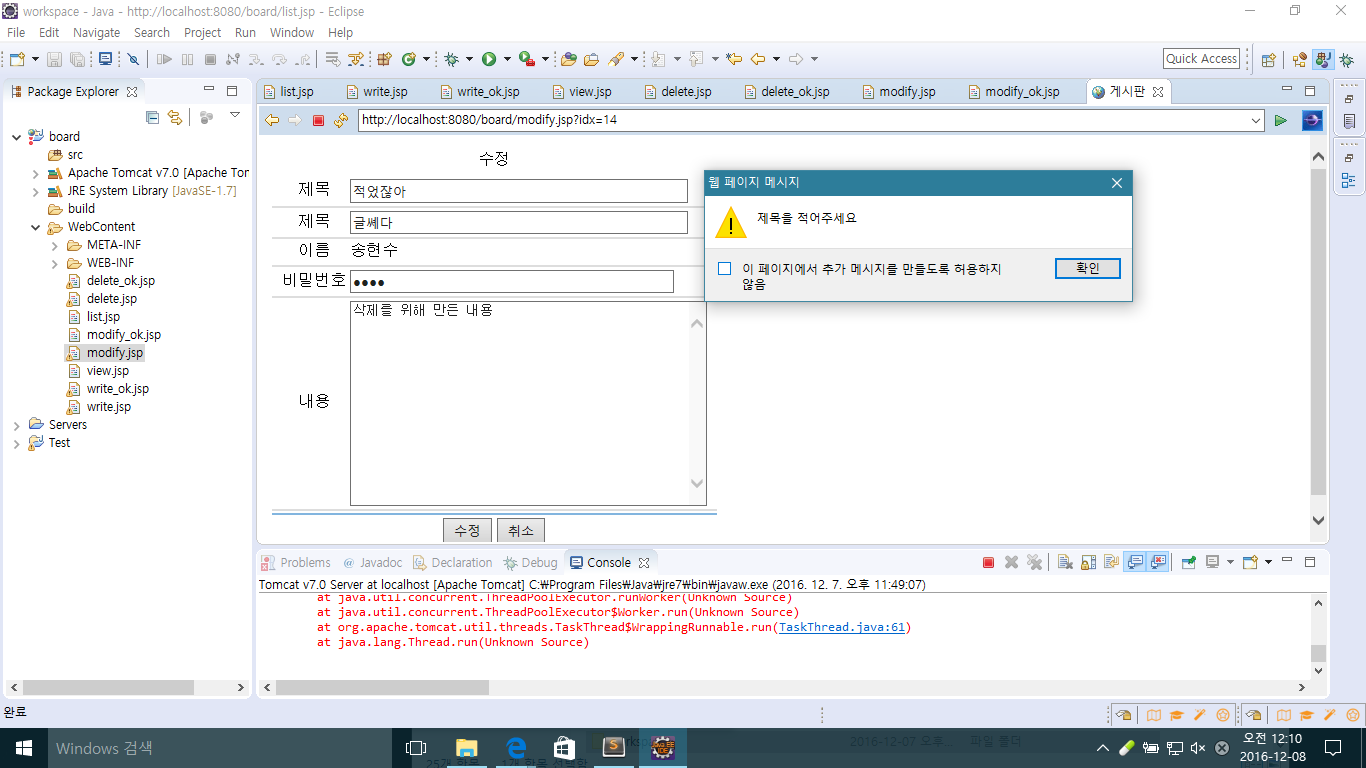 workspace - Java - http://localhost:8080/board/list.jsp - Eclipse
File Edit Navigate Search Project Run Window Help
Quick Access
Package Explorer
list.jsp write.jsp write_ok.jsp view.jsp delete.jsp delete_ok.jsp modify.jsp modify_ok.jsp 게시판
http://localhost:8080/board/modify.jsp?idx=14
board
src
Apache Tomcat v7.0 [Apache Tor
JRE System Library [JavaSE-1.7]
build
WebContent
META-INF
WEB-INF
delete_ok.jsp
delete.jsp
list.jsp
modify_ok.jsp
modify.jsp
view.jsp
write_ok.jsp
write.jsp
Servers
Test
수정
제목 적었잖아
제목 글쎄다
이름 송현수
비밀번호 ●●●●
내용 삭제를 위해 만든 내용
수정 취소
웹 페이지 메시지
제목을 적어주세요
이 페이지에서 추가 메시지를 만들도록 허용하지
않음
확인
Problems @ Javadoc Declaration Debug Console
Tomcat v7.0 Server at localhost [Apache Tomcat] C:₩Program Files₩Java₩jre7₩bin₩javaw.exe (2016. 12. 7. 오후 11:49:07)
at java.util.concurrent.ThreadPoolExecutor.runWorker(Unknown Source)
at java.util.concurrent.ThreadPoolExecutor$Worker.run(Unknown Source)
at org.apache.tomcat.util.threads.TaskThread$WrappingRunnable.run(TaskThread.java:61)
at java.lang.Thread.run(Unknown Source)
완료
Windows 검색
2016-12-07 오후... 파일 폴더
오전 12:10
2016-12-08